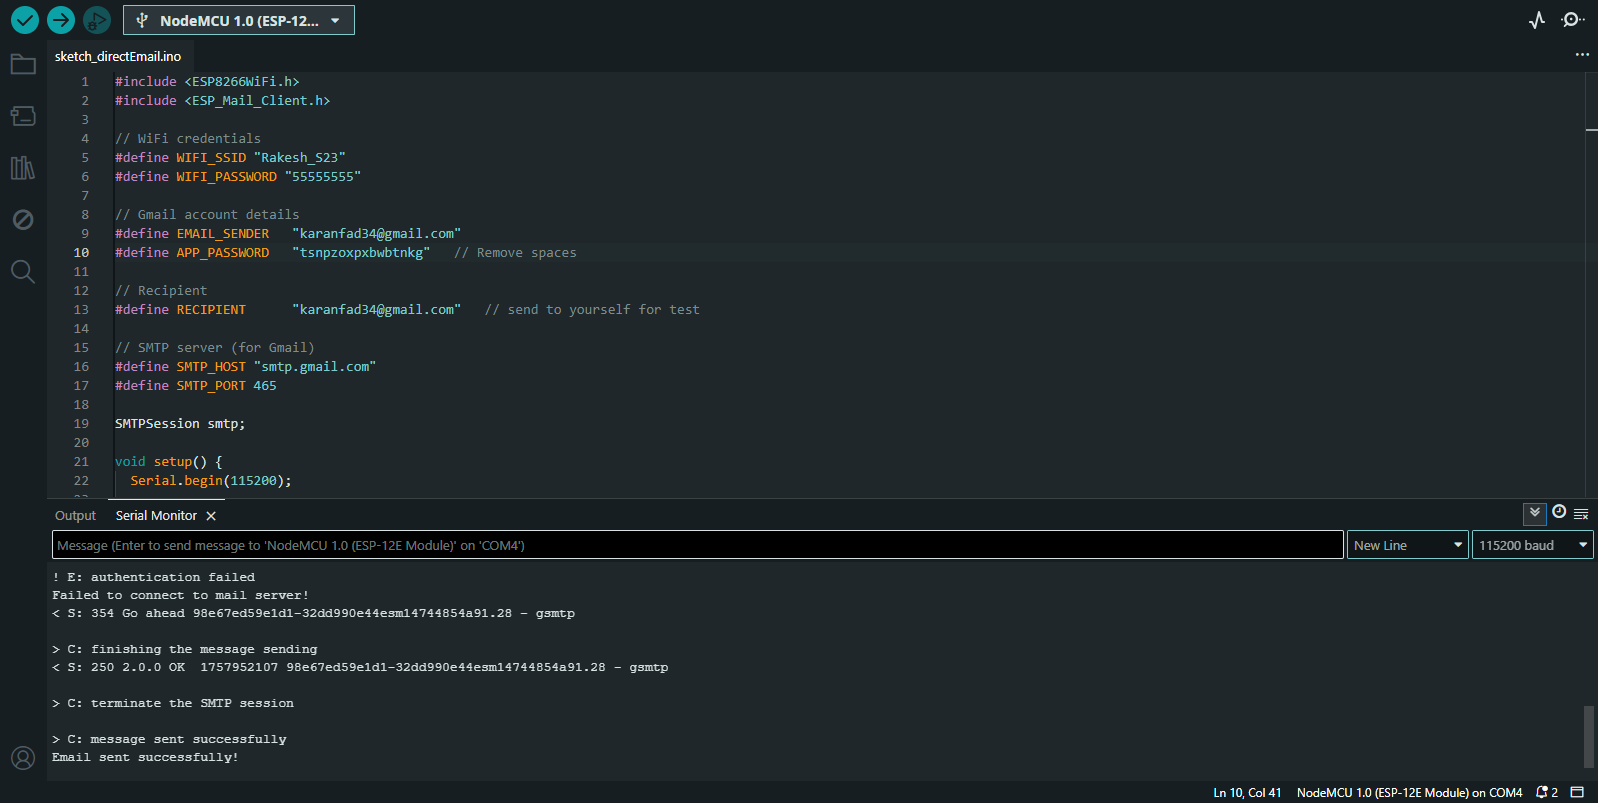 NodeMCU 1.0 (ESP-12...
sketch_directEmail.ino
1 #include <ESP8266WiFi.h>
2 #include <ESP_Mail_Client.h>
3
4 // WiFi credentials
5 #define WIFI_SSID "Rakesh_S23"
6 #define WIFI_PASSWORD "55555555"
7
8 // Gmail account details
9 #define EMAIL_SENDER   "karanfad34@gmail.com"
10 #define APP_PASSWORD   "tsnpzoxpxbwbtnkg"   // Remove spaces
11
12 // Recipient
13 #define RECIPIENT      "karanfad34@gmail.com"   // send to yourself for test
14
15 // SMTP server (for Gmail)
16 #define SMTP_HOST "smtp.gmail.com"
17 #define SMTP_PORT 465
18
19 SMTPSession smtp;
20
21 void setup() {
22   Serial.begin(115200);
Output Serial Monitor
Message (Enter to send message to 'NodeMCU 1.0 (ESP-12E Module)' on 'COM4') New Line 115200 baud
! E: authentication failed
Failed to connect to mail server!
< S: 354 Go ahead 98e67ed59e1d1-32dd990e44esm14744854a91.28 - gsmtp
> C: finishing the message sending
< S: 250 2.0.0 OK  1757952107 98e67ed59e1d1-32dd990e44esm14744854a91.28 - gsmtp
> C: terminate the SMTP session
> C: message sent successfully
Email sent successfully!
Ln 10, Col 41 NodeMCU 1.0 (ESP-12E Module) on COM4 2